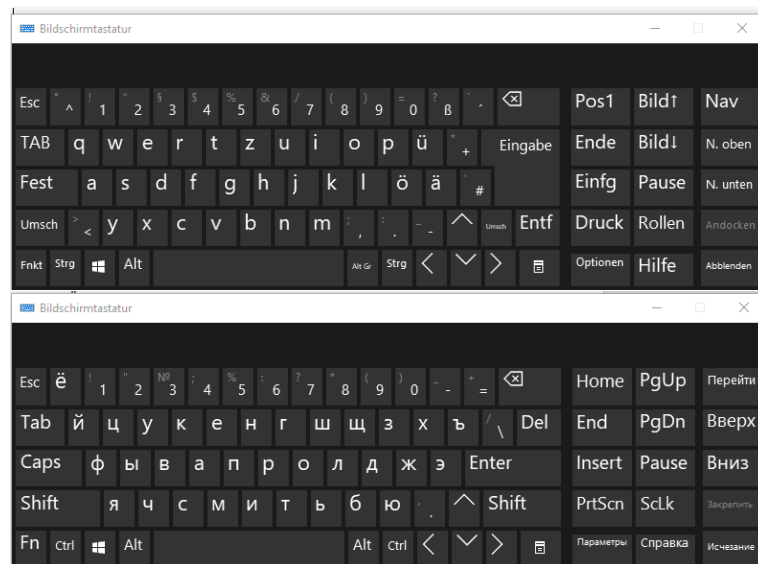 Bildschirmtastatur
Esc ° ^ ! 1 " 2 § 3 $ 4 % 5 & 6 / 7 ( 8 ) 9 = 0 ? ß ` ´ Pos1 Bild↑ Nav
TAB q w e r t z u i o p ü * + Eingabe Ende Bild↓ N. oben
Fest a s d f g h j k l ö ä ' # Einfg Pause N. unten
Umsch > < y x c v b n m ; , : . _ - Umsch Entf Druck Rollen Andocken
Fnkt Strg Alt Alt Gr Strg Optionen Hilfe Abblenden
Bildschirmtastatur
Esc ё ! 1 " 2 № 3 ; 4 % 5 : 6 ? 7 * 8 ( 9 ) 0 _ - + = Home PgUp Перейти
Tab й ц у к е н г ш щ з х ъ / \ Del End PgDn Вверх
Caps ф ы в а п р о л д ж э Enter Insert Pause Вниз
Shift я ч с м и т ь б ю , . Shift PrtScn ScLk Закрепить
Fn Ctrl Alt Alt Ctrl Параметры Справка Исчезание